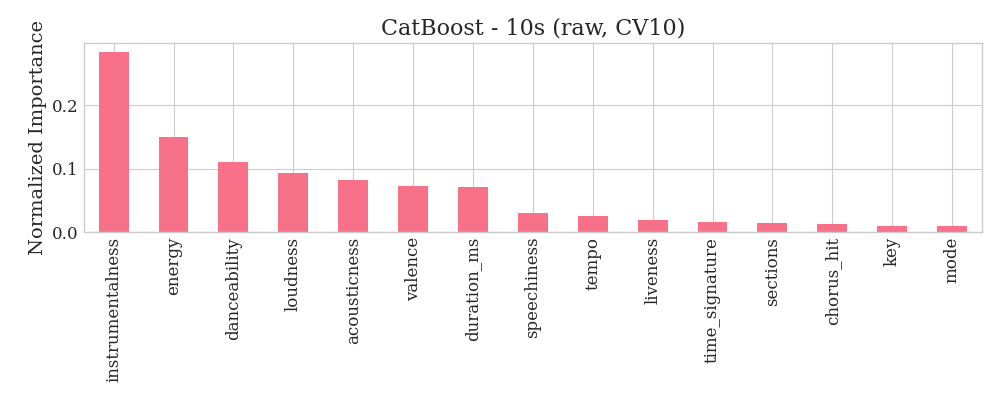 CatBoost - 10s (raw, CV10)
Normalized Importance
0.2
0.1
0.0
instrumentalness
energy
danceability
loudness
acousticness
valence
duration_ms
speechiness
tempo
liveness
time_signature
sections
chorus_hit
key
mode